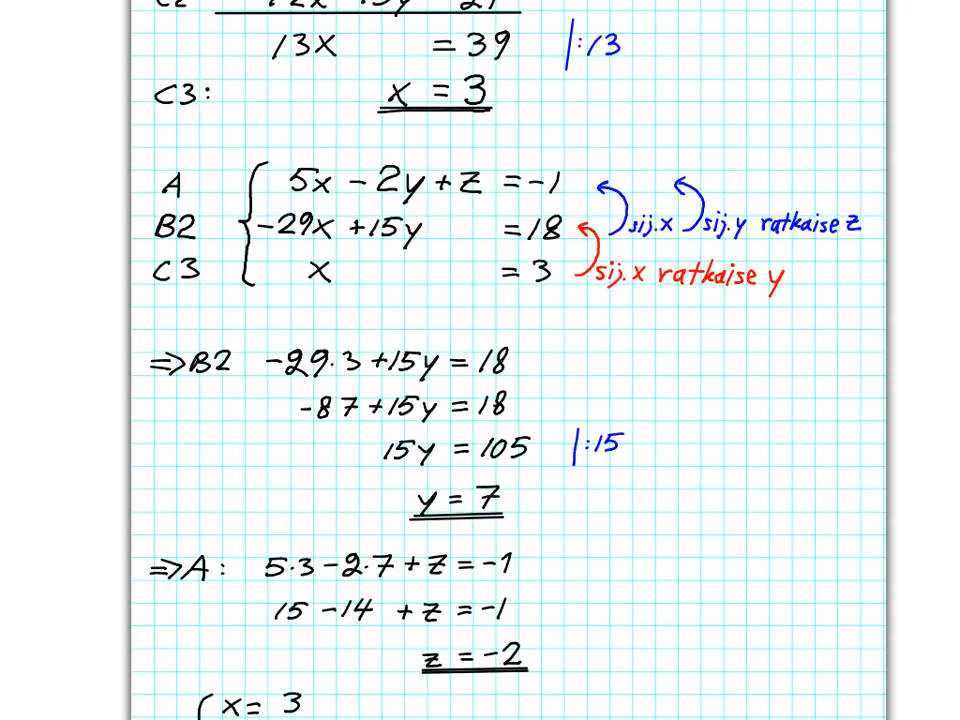 13x = 39 |:13
C3: x = 3
A 5x - 2y + z = -1
B2 -29x + 15y = 18 sij. x sij. y ratkaise z
C3 x = 3 sij. x ratkaise y
=> B2 -29·3 + 15y = 18
-87 + 15y = 18
15y = 105 |:15
y = 7
=> A: 5·3 - 2·7 + z = -1
15 - 14 + z = -1
z = -2
x = 3